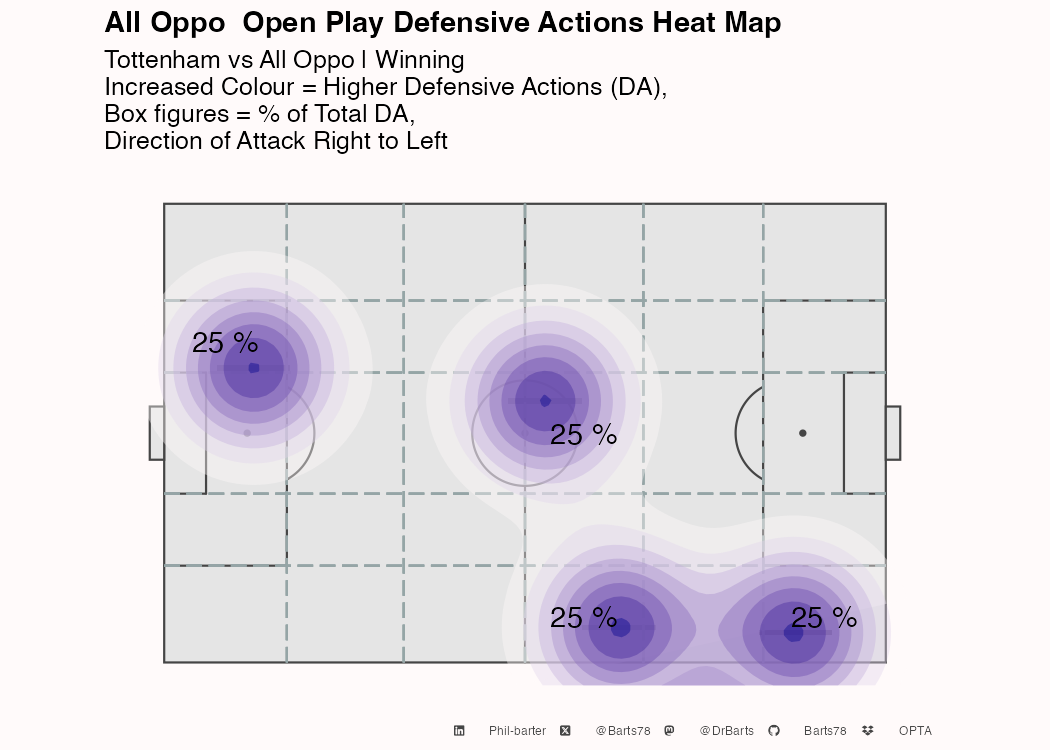 All Oppo  Open Play Defensive Actions Heat Map
Tottenham vs All Oppo | Winning
Increased Colour = Higher Defensive Actions (DA),
Box figures = % of Total DA,
Direction of Attack Right to Left
25 %
25 %
25 %
25 %
Phil-barter @Barts78 @DrBarts Barts78 OPTA